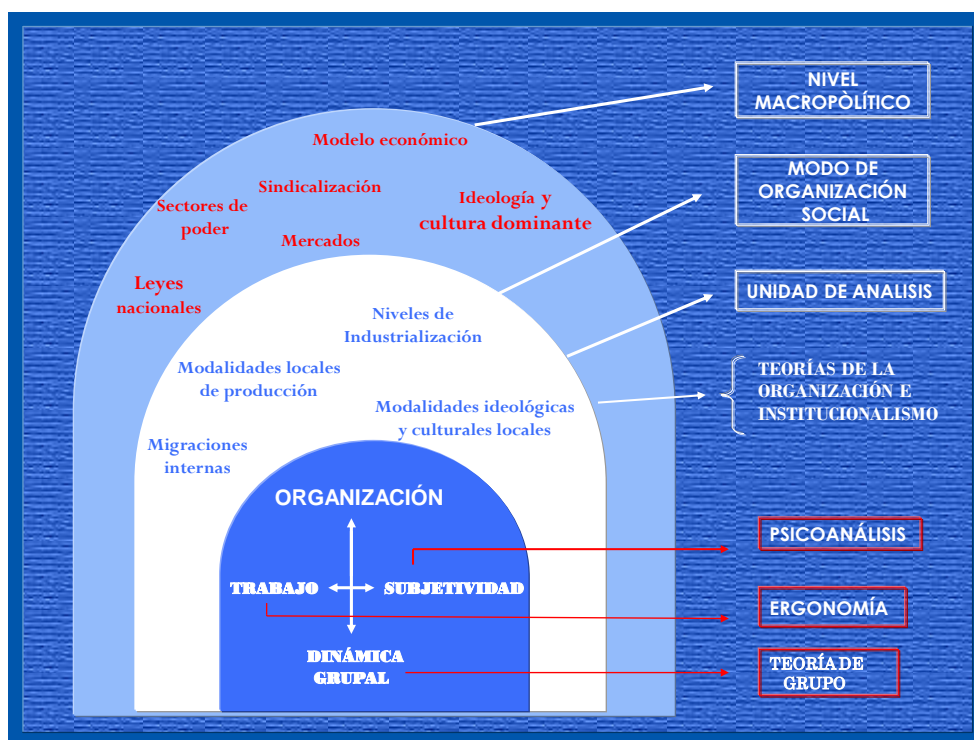 NIVEL
MACROPÒLÍTICO
Modelo económico
MODO DE
ORGANIZACIÓN
SOCIAL
Sindicalización
Sectores de
poder
Ideología y
cultura dominante
Mercados
Leyes
nacionales
UNIDAD DE ANALISIS
Niveles de
Industrialización
Modalidades locales
de producción
TEORÍAS DE LA
ORGANIZACIÓN E
INSTITUCIONALISMO
Modalidades ideológicas
y culturales locales
Migraciones
internas
ORGANIZACIÓN
PSICOANÁLISIS
TRABAJO
SUBJETIVIDAD
ERGONOMÍA
DINÁMICA
GRUPAL
TEORÍA DE
GRUPO